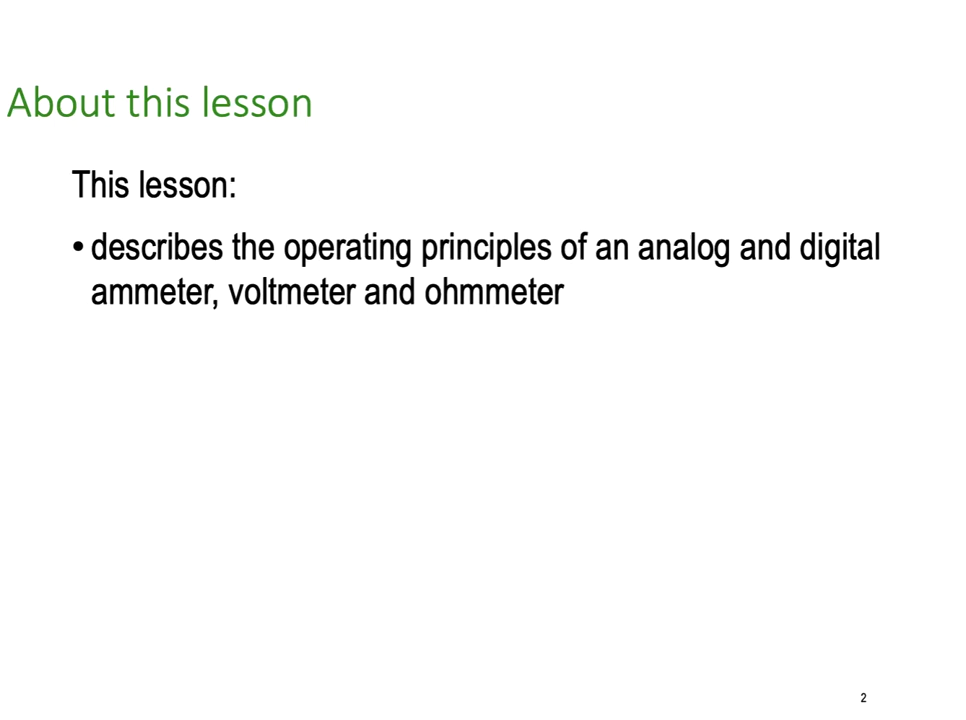 About this lesson
This lesson:
• describes the operating principles of an analog and digital
ammeter, voltmeter and ohmmeter
2